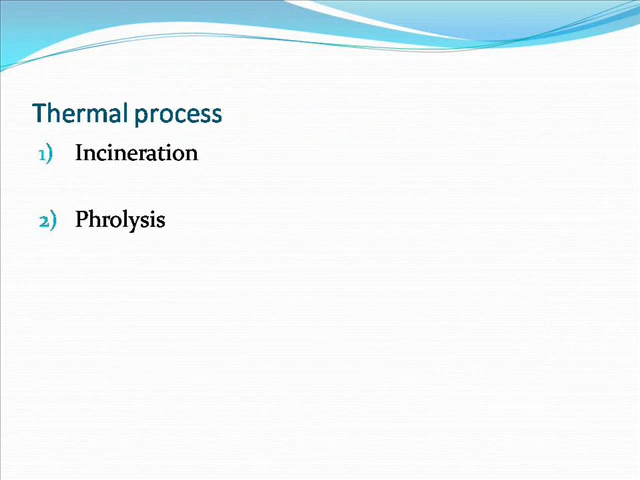 Thermal process
1) Incineration
2) Phrolysis